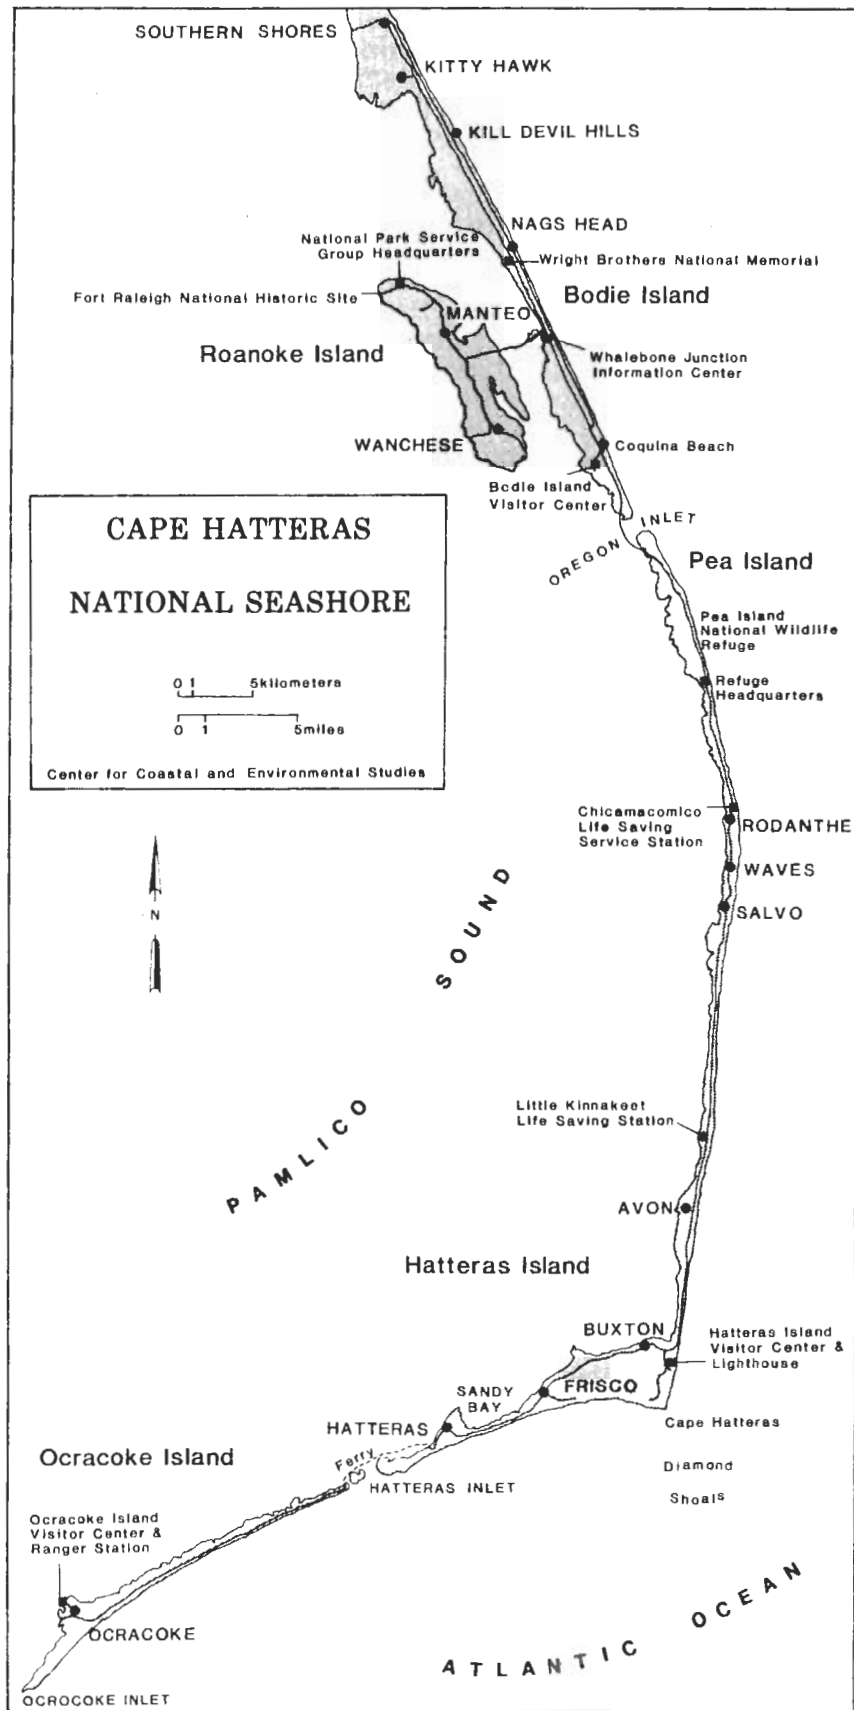 SOUTHERN SHORES
KITTY HAWK
KILL DEVIL HILLS
NAGS HEAD
National Park Service
Group Headquarters
Wright Brothers National Memorial
Fort Raleigh National Historic Site
Bodie Island
MANTEO
Roanoke Island
Whalebone Junction
Information Center
WANCHESE
Coquina Beach
Bodie Island
Visitor Center
OREGON INLET
CAPE HATTERAS
NATIONAL SEASHORE
0 1 5kilometers
0 1 5miles
Center for Coastal and Environmental Studies
Pea Island
Pea Island
National Wildlife
Refuge
Refuge
Headquarters
Chicamacomico
Life Saving
Service Station
RODANTHE
WAVES
SALVO
N
PAMLICO SOUND
Little Kinnakeet
Life Saving Station
AVON
Hatteras Island
BUXTON
Hatteras Island
Visitor Center &
Lighthouse
FRISCO
SANDY
BAY
HATTERAS
Cape Hatteras
Ocracoke Island
Ferry
HATTERAS INLET
Diamond
Shoals
Ocracoke Island
Visitor Center &
Ranger Station
OCRACOKE
ATLANTIC OCEAN
OCROCOKE INLET